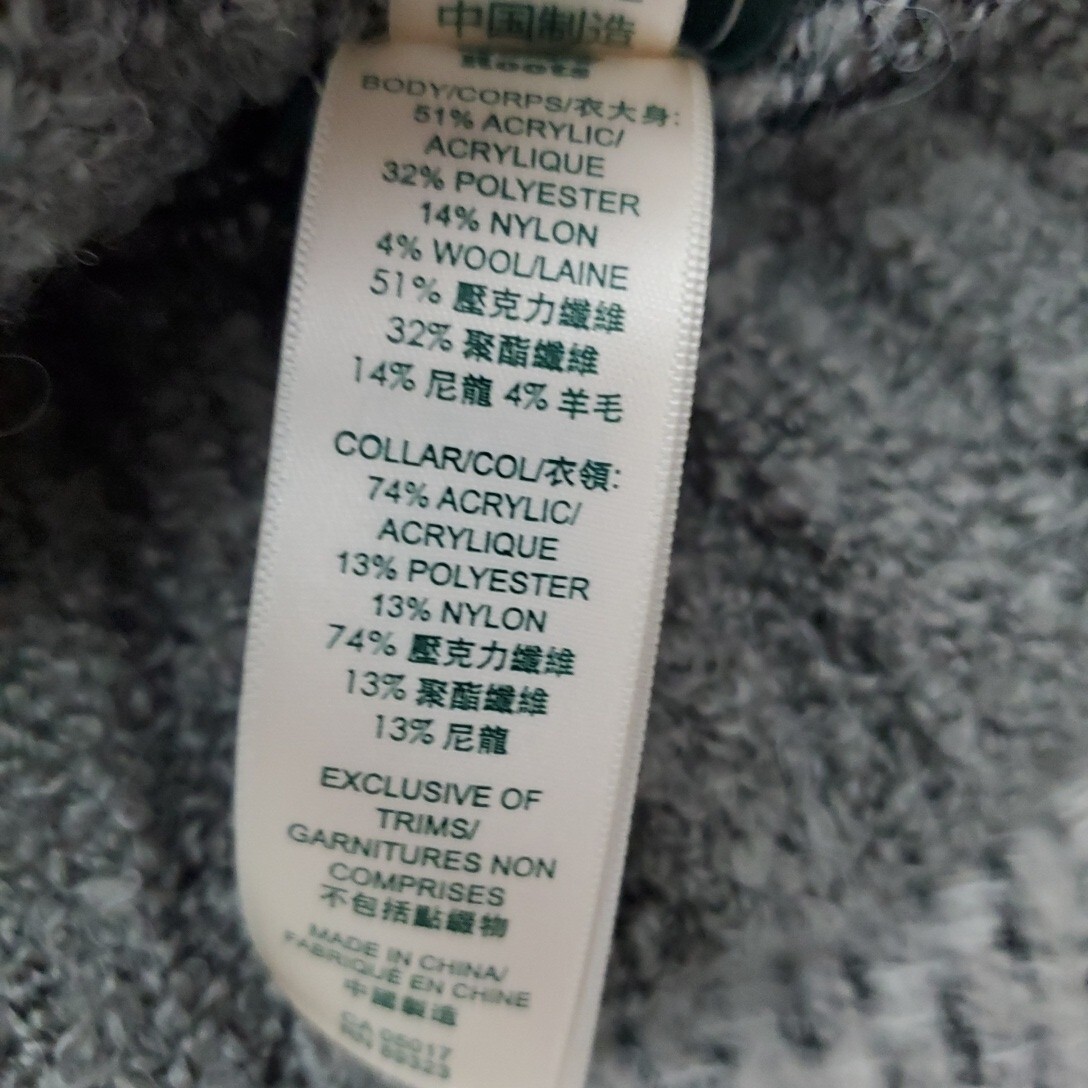 中国制造
Roots
BODY/CORPS/衣大身:
51% ACRYLIC/
ACRYLIQUE
32% POLYESTER
14% NYLON
4% WOOL/LAINE
51% 壓克力纖維
32% 聚酯纖維
14% 尼龍 4% 羊毛
COLLAR/COL/衣領:
74% ACRYLIC/
ACRYLIQUE
13% POLYESTER
13% NYLON
74% 壓克力纖維
13% 聚酯纖維
13% 尼龍
EXCLUSIVE OF
TRIMS/
GARNITURES NON
COMPRISES
不包括點綴物
MADE IN CHINA/
FABRIQUÉ EN CHINE
中國製造
CA 05017